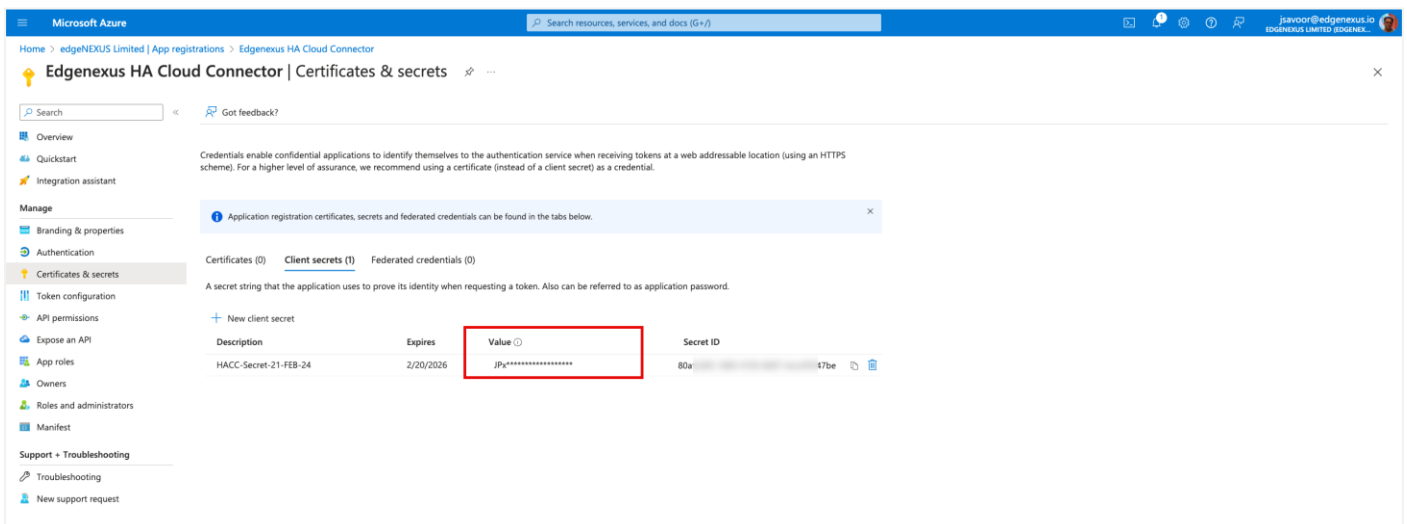 Microsoft Azure
Search resources, services, and docs (G+/)
1
jsavoor@edgenexus.io
EDGENEXUS LIMITED (EDGENEX...
Home > edgeNEXUS Limited | App registrations > Edgenexus HA Cloud Connector
Edgenexus HA Cloud Connector | Certificates & secrets
Search
Got feedback?
Overview
Quickstart
Integration assistant
Manage
Branding & properties
Authentication
Certificates & secrets
Token configuration
API permissions
Expose an API
App roles
Owners
Roles and administrators
Manifest
Support + Troubleshooting
Troubleshooting
New support request
Credentials enable confidential applications to identify themselves to the authentication service when receiving tokens at a web addressable location (using an HTTPS
scheme). For a higher level of assurance, we recommend using a certificate (instead of a client secret) as a credential.
Application registration certificates, secrets and federated credentials can be found in the tabs below.
Certificates (0) Client secrets (1) Federated credentials (0)
A secret string that the application uses to prove its identity when requesting a token. Also can be referred to as application password.
New client secret
Description Expires Value Secret ID
HACC-Secret-21-FEB-24 2/20/2026 JPx****************** 80a 47be